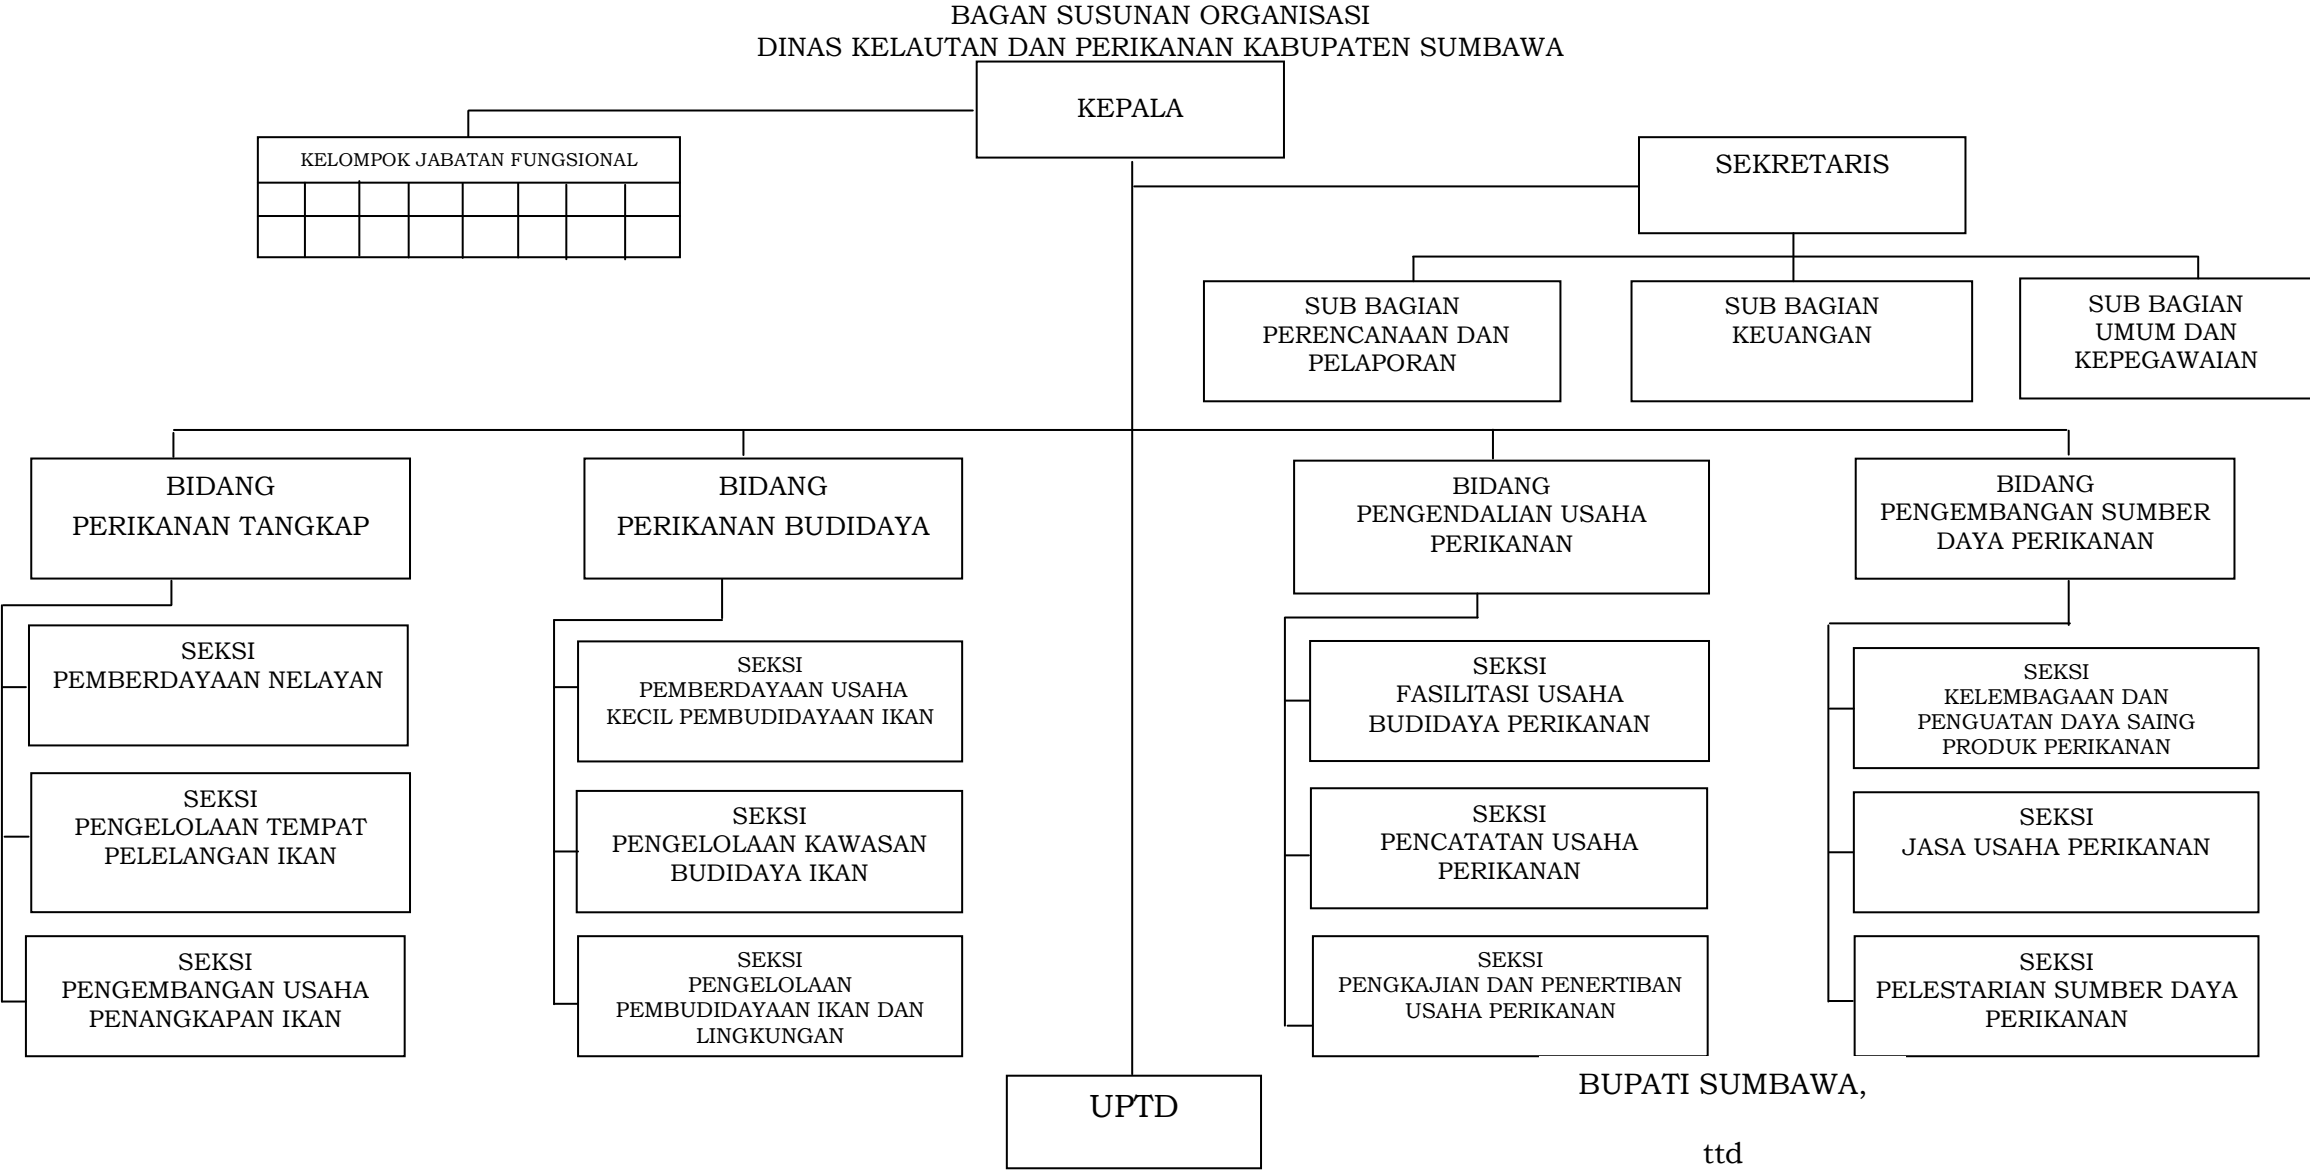 BAGAN SUSUNAN ORGANISASI
DINAS KELAUTAN DAN PERIKANAN KABUPATEN SUMBAWA
KEPALA
KELOMPOK JABATAN FUNGSIONAL
SEKRETARIS
SUB BAGIAN
PERENCANAAN DAN
PELAPORAN
SUB BAGIAN
KEUANGAN
SUB BAGIAN
UMUM DAN
KEPEGAWAIAN
BIDANG
PERIKANAN TANGKAP
BIDANG
PERIKANAN BUDIDAYA
BIDANG
PENGENDALIAN USAHA
PERIKANAN
BIDANG
PENGEMBANGAN SUMBER
DAYA PERIKANAN
SEKSI
PEMBERDAYAAN NELAYAN
SEKSI
PEMBERDAYAAN USAHA
KECIL PEMBUDIDAYAAN IKAN
SEKSI
FASILITASI USAHA
BUDIDAYA PERIKANAN
SEKSI
KELEMBAGAAN DAN
PENGUATAN DAYA SAING
PRODUK PERIKANAN
SEKSI
PENGELOLAAN TEMPAT
PELELANGAN IKAN
SEKSI
PENGELOLAAN KAWASAN
BUDIDAYA IKAN
SEKSI
PENCATATAN USAHA
PERIKANAN
SEKSI
JASA USAHA PERIKANAN
SEKSI
PENGEMBANGAN USAHA
PENANGKAPAN IKAN
SEKSI
PENGELOLAAN
PEMBUDIDAYAAN IKAN DAN
LINGKUNGAN
SEKSI
PENGKAJIAN DAN PENERTIBAN
USAHA PERIKANAN
SEKSI
PELESTARIAN SUMBER DAYA
PERIKANAN
UPTD
BUPATI SUMBAWA,
ttd